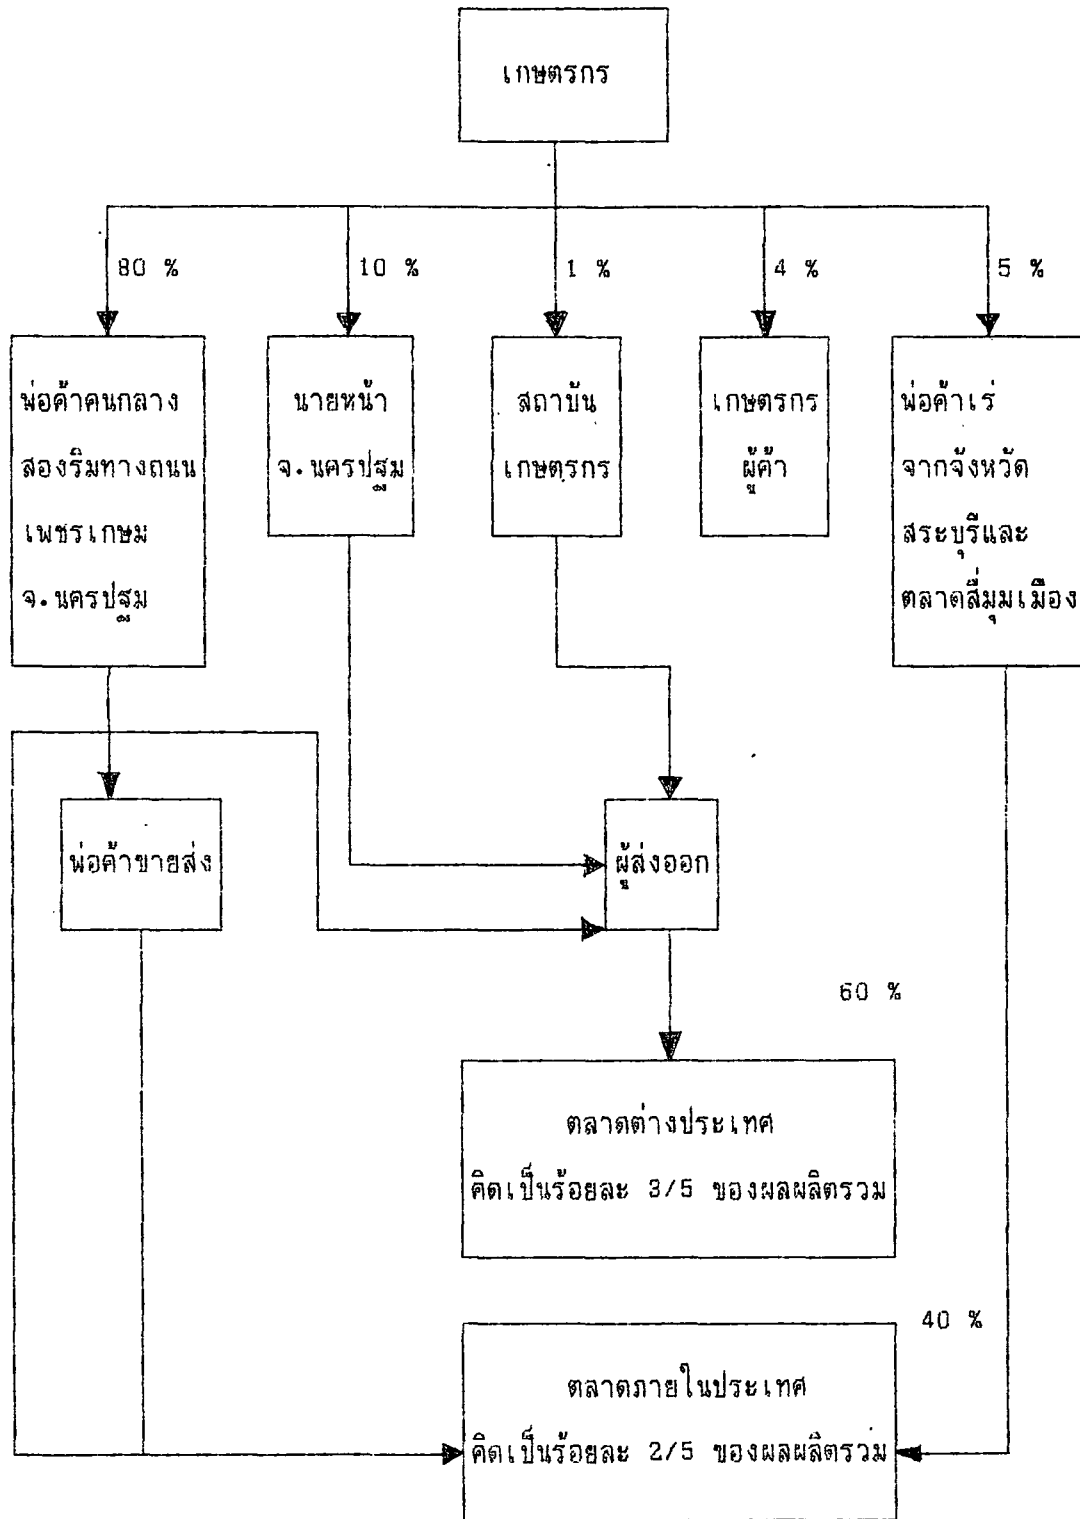 เกษตรกร
80 %
10 %
1 %
4 %
5 %
พ่อค้าคนกลาง
สองริมทางถนน
เพชรเกษม
จ.นครปฐม
นายหน้า
จ.นครปฐม
สถาบัน
เกษตรกร
เกษตรกร
ผู้ค้า
พ่อค้าเร่
จากจังหวัด
สระบุรีและ
ตลาดสี่มุมเมือง
พ่อค้าขายส่ง
ผู้ส่งออก
60 %
ตลาดต่างประเทศ
คิดเป็นร้อยละ 3/5 ของผลผลิตรวม
40 %
ตลาดภายในประเทศ
คิดเป็นร้อยละ 2/5 ของผลผลิตรวม